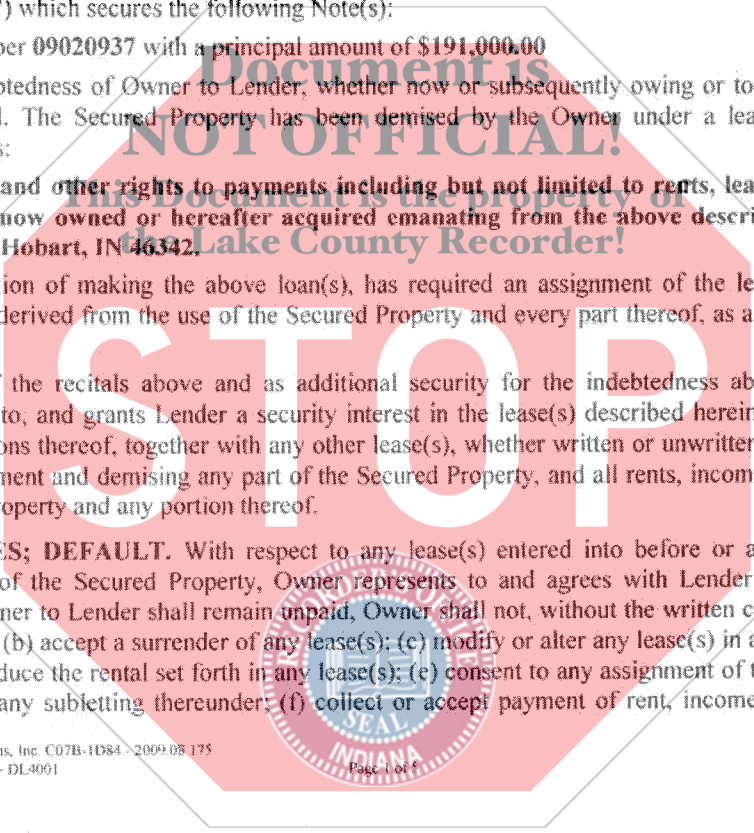 ") which secures the following Note(s):
per 09020937 with a principal amount of $191,000.00
Document is
btedness of Owner to Lender, whether now or subsequently owing or to
l. The Secured Property has been demised by the Owner under a lea
NOT OFFICIAL!
s:
and other rights to payments including but not limited to rents, lea
This Document is the property of
now owned or hereafter acquired emanating from the above descri
Hobart, IN 46342.
the Lake County Recorder!
ion of making the above loan(s), has required an assignment of the le
derived from the use of the Secured Property and every part thereof, as a
STOP
f the recitals above and as additional security for the indebtedness ab
to, and grants Lender a security interest in the lease(s) described herein
ons thereof, together with any other lease(s), whether written or unwritten
ment and demising any part of the Secured Property, and all rents, incom
operty and any portion thereof.
ES; DEFAULT. With respect to any lease(s) entered into before or a
of the Secured Property, Owner represents to and agrees with Lender
ner to Lender shall remain unpaid, Owner shall not, without the written c
(b) accept a surrender of any lease(s); (c) modify or alter any lease(s) in a
duce the rental set forth in any lease(s); (e) consent to any assignment of t
any subletting thereunder; (f) collect or accept payment of rent, income
SEAL
INDIANA
ns, Inc. C07B-1D84 - 2009.08.175
- DL4001
Page 1 of